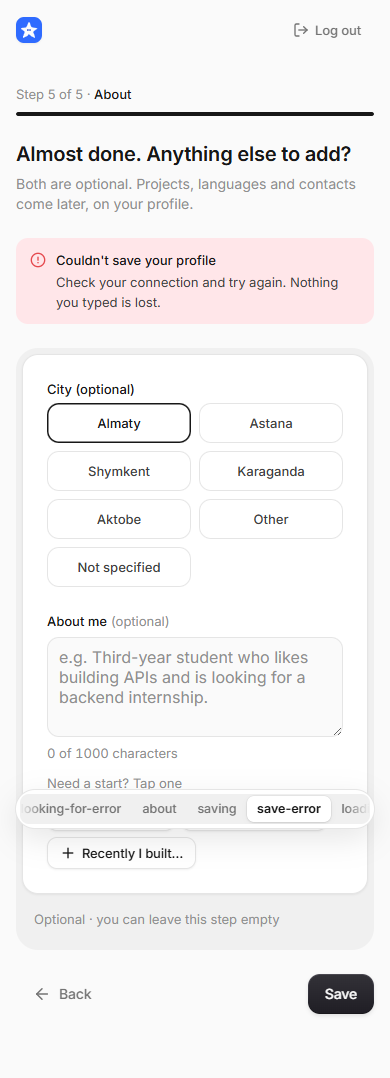 Log out
Step 5 of 5 · About
Almost done. Anything else to add?
Both are optional. Projects, languages and contacts
come later, on your profile.
Couldn't save your profile
Check your connection and try again. Nothing
you typed is lost.
City (optional)
Almaty
Astana
Shymkent
Karaganda
Aktobe
Other
Not specified
About me (optional)
e.g. Third-year student who likes
building APIs and is looking for a
backend internship.
0 of 1000 characters
Need a start? Tap one
ooking-for-error about saving save-error load
Recently I built...
Optional · you can leave this step empty
Back
Save